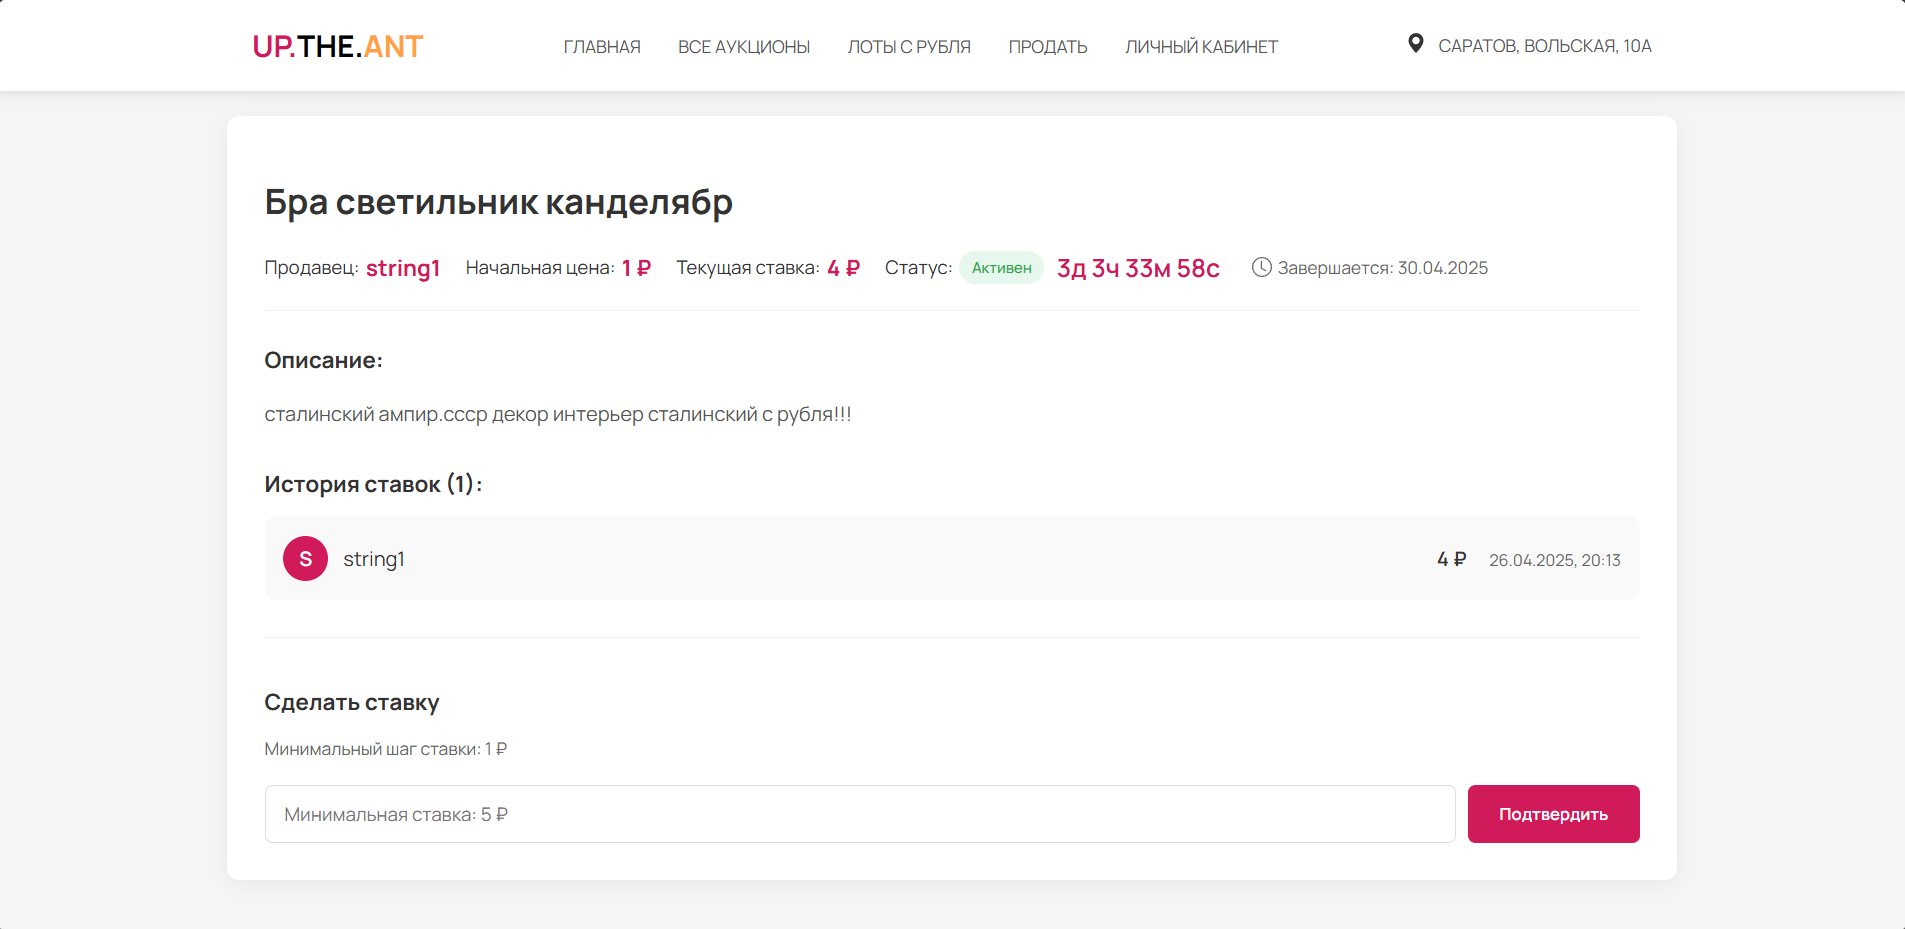 UP.THE.ANT ГЛАВНАЯ ВСЕ АУКЦИОНЫ ЛОТЫ С РУБЛЯ ПРОДАТЬ ЛИЧНЫЙ КАБИНЕТ САРАТОВ, ВОЛЬСКАЯ, 10А
Бра светильник канделябр
Продавец: string1 Начальная цена: 1 ₽ Текущая ставка: 4 ₽ Статус: Активен 3д 3ч 33м 58с Завершается: 30.04.2025
Описание:
сталинский ампир.ссср декор интерьер сталинский с рубля!!!
История ставок (1):
S string1 4 ₽ 26.04.2025, 20:13
Сделать ставку
Минимальный шаг ставки: 1 ₽
Минимальная ставка: 5 ₽ Подтвердить